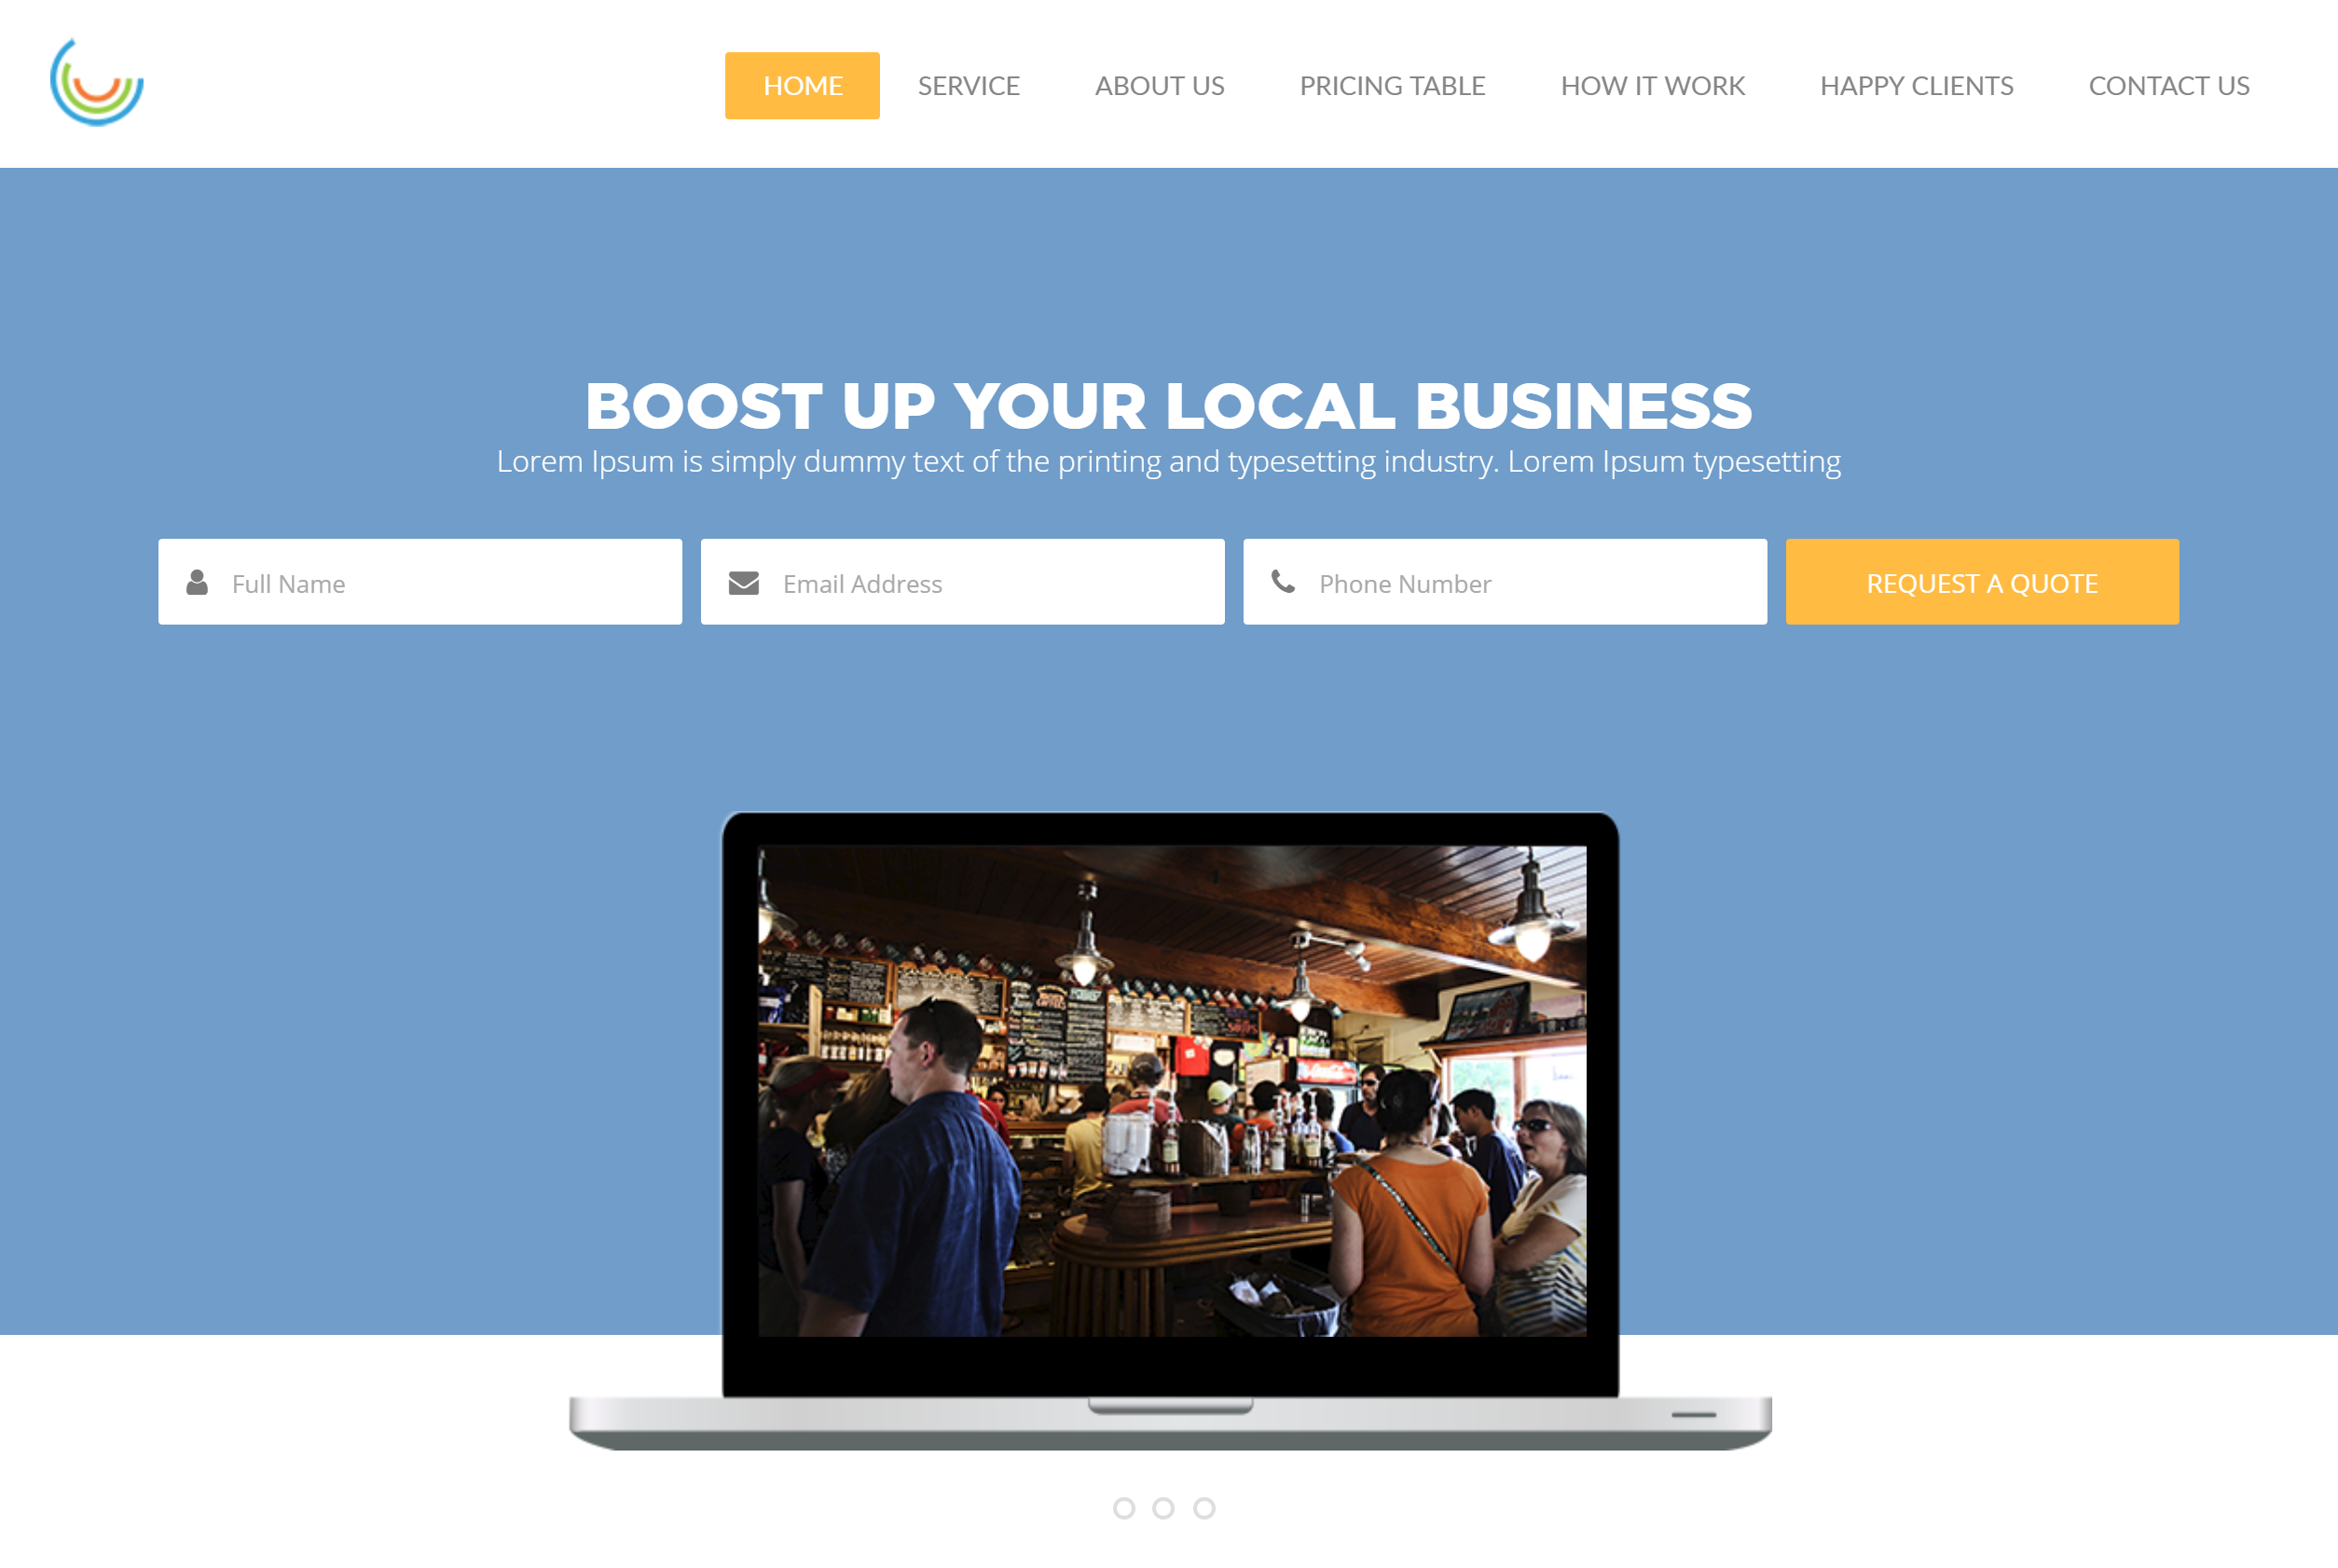 HOME SERVICE ABOUT US PRICING TABLE HOW IT WORK HAPPY CLIENTS CONTACT US
BOOST UP YOUR LOCAL BUSINESS
Lorem Ipsum is simply dummy text of the printing and typesetting industry. Lorem Ipsum typesetting
Full Name Email Address Phone Number REQUEST A QUOTE
Coca-Cola